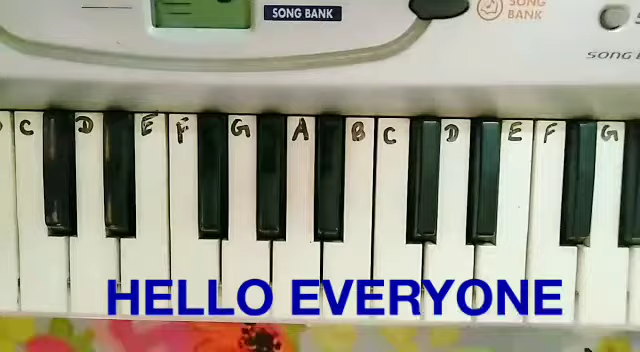 SONG BANK
SONG
BANK
SONG
C D E F G A B C D E F G
HELLO EVERYONE